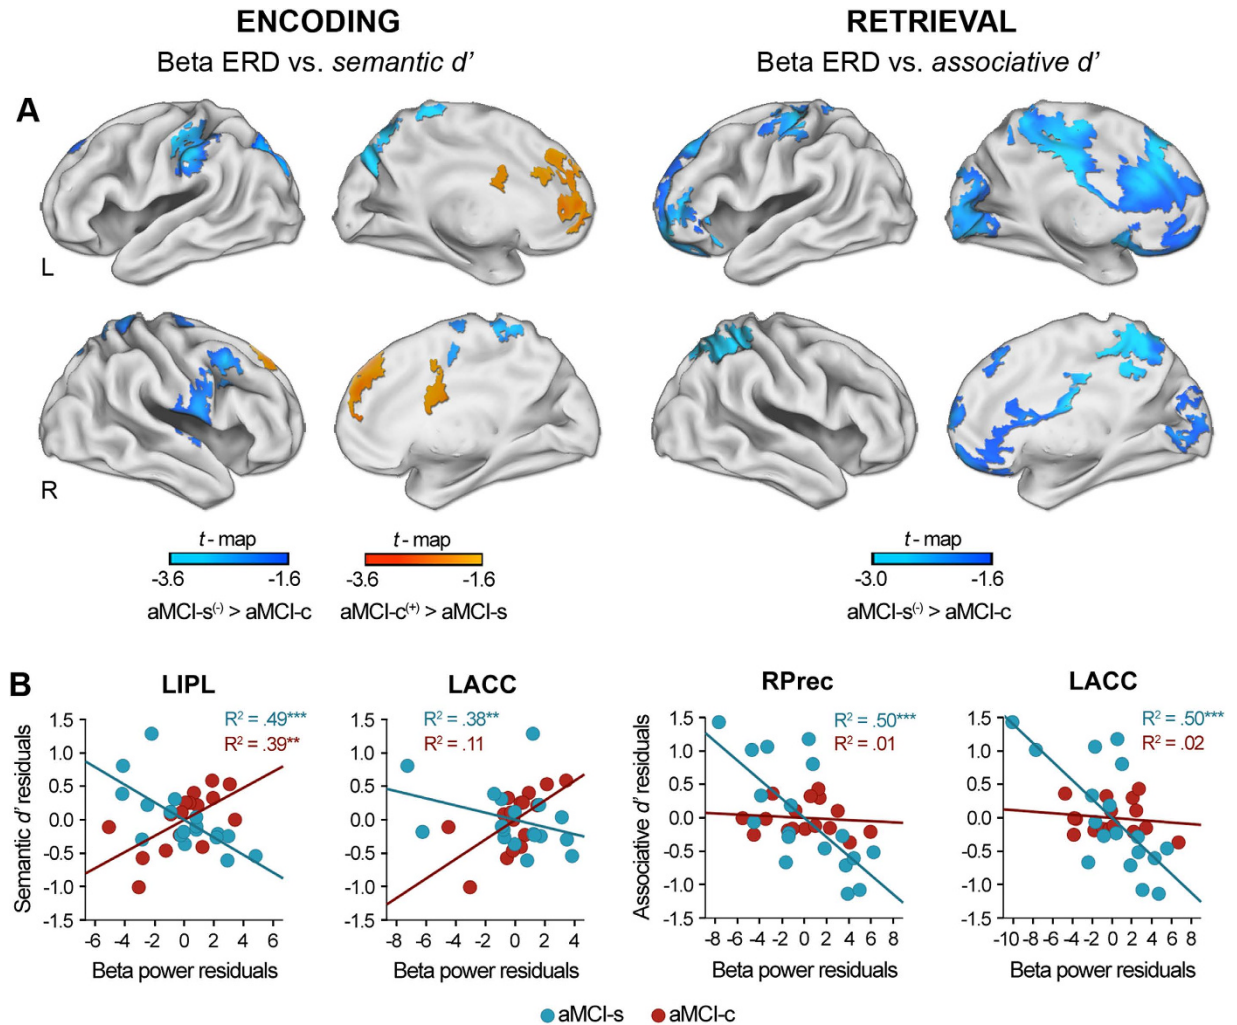 ENCODING
RETRIEVAL
Beta ERD vs. semantic d’
Beta ERD vs. associative d’
A
L
R
t - map
-3.6 -1.6
aMCI-s(-) > aMCI-c
t - map
-3.6 -1.6
aMCI-c(+) > aMCI-s
t - map
-3.0 -1.6
aMCI-s(-) > aMCI-c
B
LIPL
R² = .49***
R² = .39**
Semantic d’ residuals
1.5
1.0
0.5
0.0
-0.5
-1.0
-1.5
-6 -4 -2 0 2 4 6
Beta power residuals
LACC
R² = .38**
R² = .11
1.5
1.0
0.5
0.0
-0.5
-1.0
-1.5
-8 -6 -4 -2 0 2 4
Beta power residuals
RPrec
R² = .50***
R² = .01
Associative d’ residuals
1.5
1.0
0.5
0.0
-0.5
-1.0
-1.5
-8 -6 -4 -2 0 2 4 6 8
Beta power residuals
LACC
R² = .50***
R² = .02
1.5
1.0
0.5
0.0
-0.5
-1.0
-1.5
-10 -8 -6 -4 -2 0 2 4 6 8
Beta power residuals
aMCI-s aMCI-c